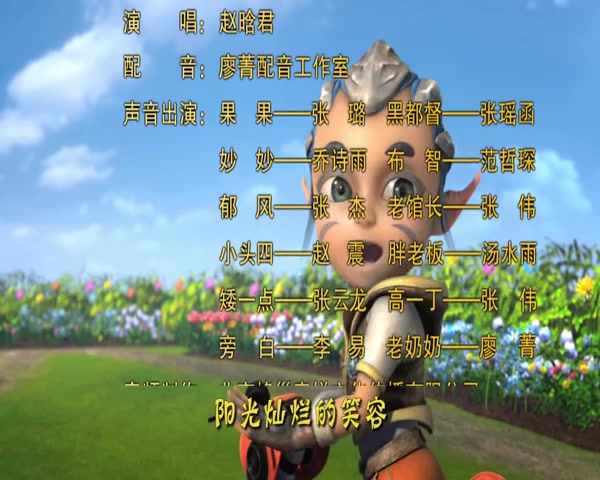 演 唱：赵晗君
配 音：廖菁配音工作室
声音出演：果 果——张 璐 黑都督——张瑶函
妙 妙——乔诗雨 布 智——范哲琛
郁 风——张 杰 老馆长——张 伟
小头四——赵 震 胖老板——汤水雨
矮一点——张云龙 高一丁——张 伟
旁 白——李 易 老奶奶——廖 菁
阳光灿烂的笑容